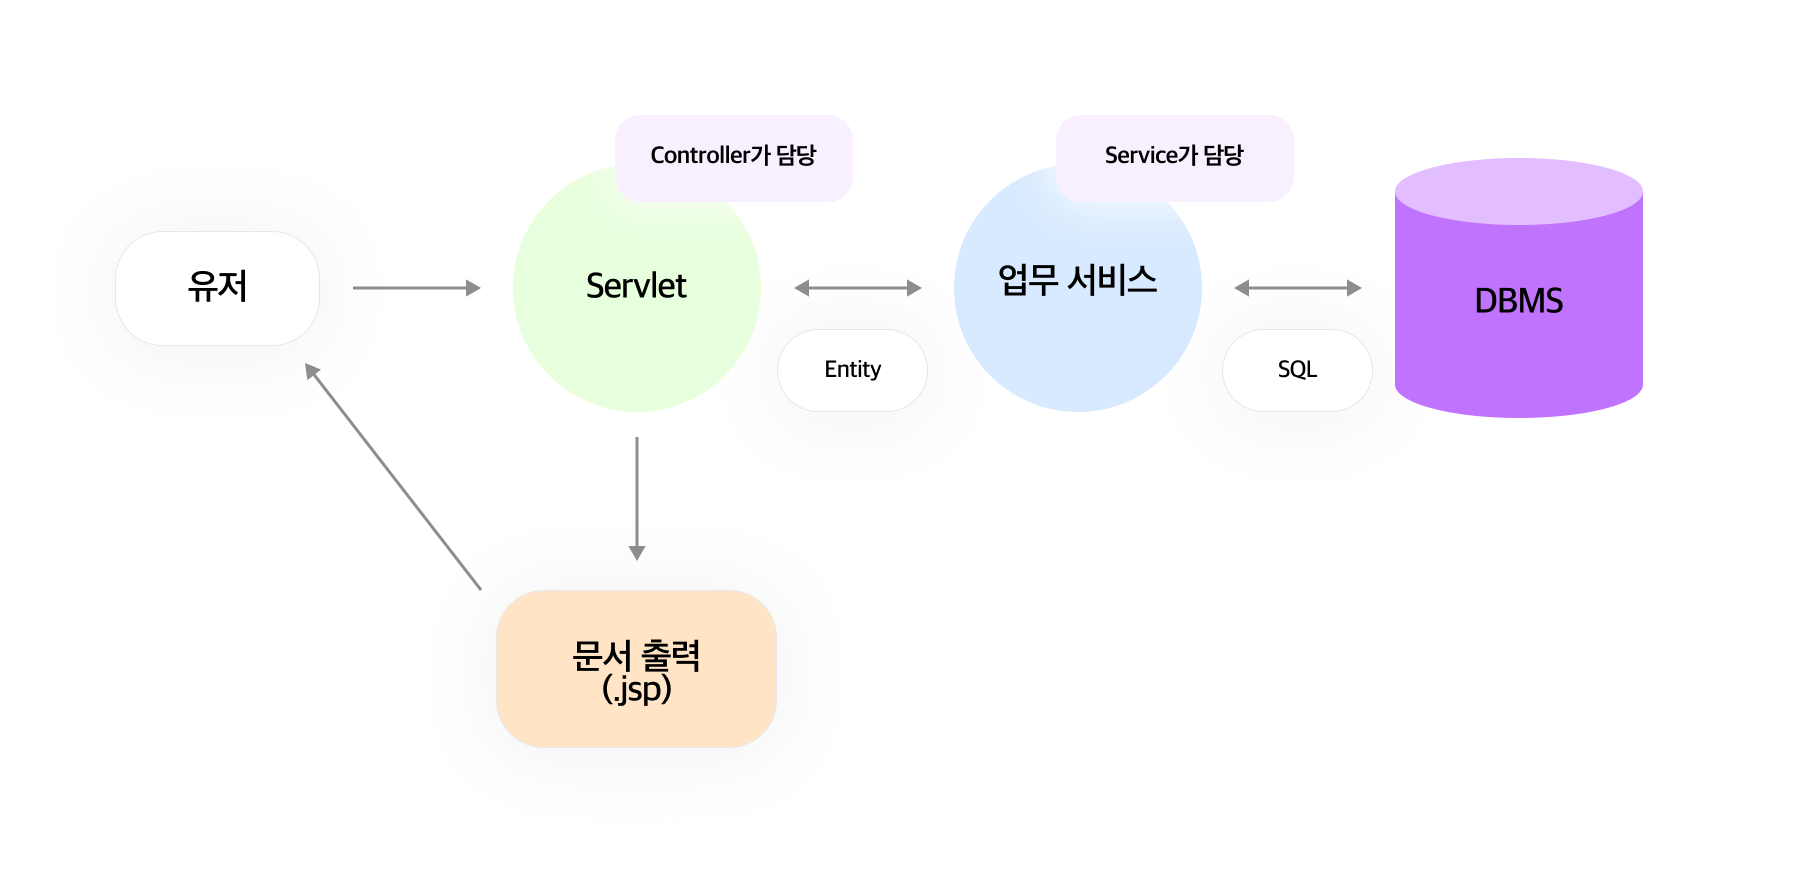 Controller가 담당
Service가 담당
유저
Servlet
업무 서비스
DBMS
Entity
SQL
문서 출력
(.jsp)